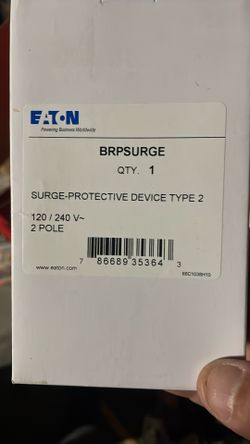 EATON
Powering Business Worldwide
BRPSURGE
QTY. 1
SURGE-PROTECTIVE DEVICE TYPE 2
120 / 240 V~
2 POLE
7 86689 35364 3
www.eaton.com